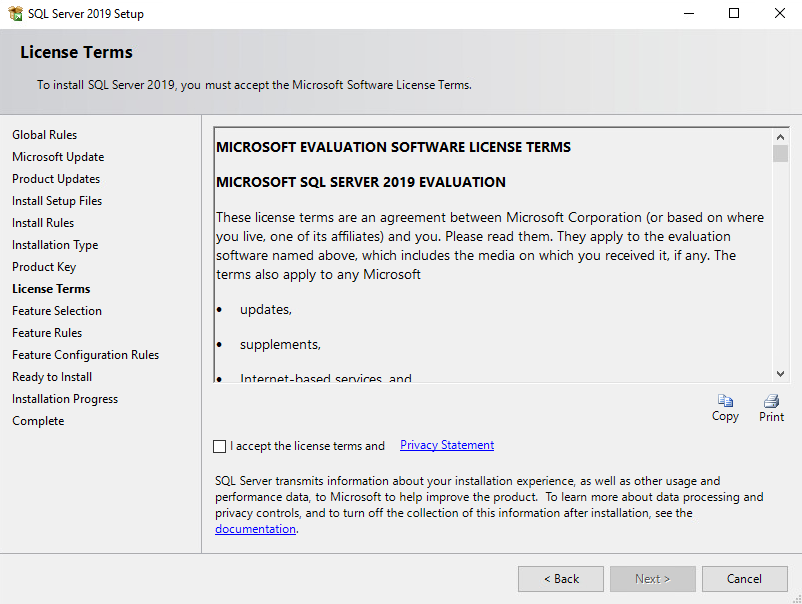 SQL Server 2019 Setup
License Terms
To install SQL Server 2019, you must accept the Microsoft Software License Terms.
Global Rules
Microsoft Update
Product Updates
Install Setup Files
Install Rules
Installation Type
Product Key
License Terms
Feature Selection
Feature Rules
Feature Configuration Rules
Ready to Install
Installation Progress
Complete
MICROSOFT EVALUATION SOFTWARE LICENSE TERMS
MICROSOFT SQL SERVER 2019 EVALUATION
These license terms are an agreement between Microsoft Corporation (or based on where
you live, one of its affiliates) and you. Please read them. They apply to the evaluation
software named above, which includes the media on which you received it, if any. The
terms also apply to any Microsoft
• updates,
• supplements,
• Internet-based services, and
Copy
Print
I accept the license terms and Privacy Statement
SQL Server transmits information about your installation experience, as well as other usage and
performance data, to Microsoft to help improve the product. To learn more about data processing and
privacy controls, and to turn off the collection of this information after installation, see the
documentation.
< Back
Next >
Cancel